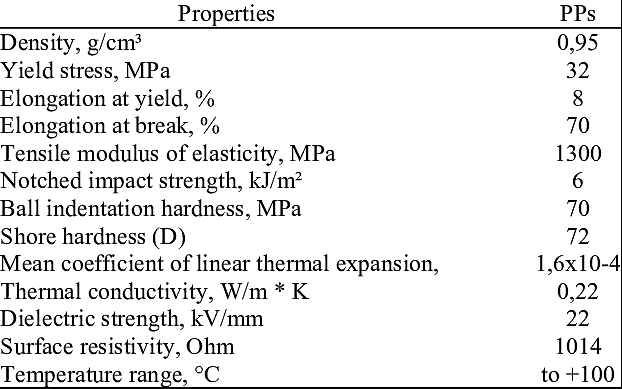 Properties PPs
Density, g/cm³ 0,95
Yield stress, MPa 32
Elongation at yield, % 8
Elongation at break, % 70
Tensile modulus of elasticity, MPa 1300
Notched impact strength, kJ/m² 6
Ball indentation hardness, MPa 70
Shore hardness (D) 72
Mean coefficient of linear thermal expansion, 1,6x10-4
Thermal conductivity, W/m * K 0,22
Dielectric strength, kV/mm 22
Surface resistivity, Ohm 1014
Temperature range, °C to +100